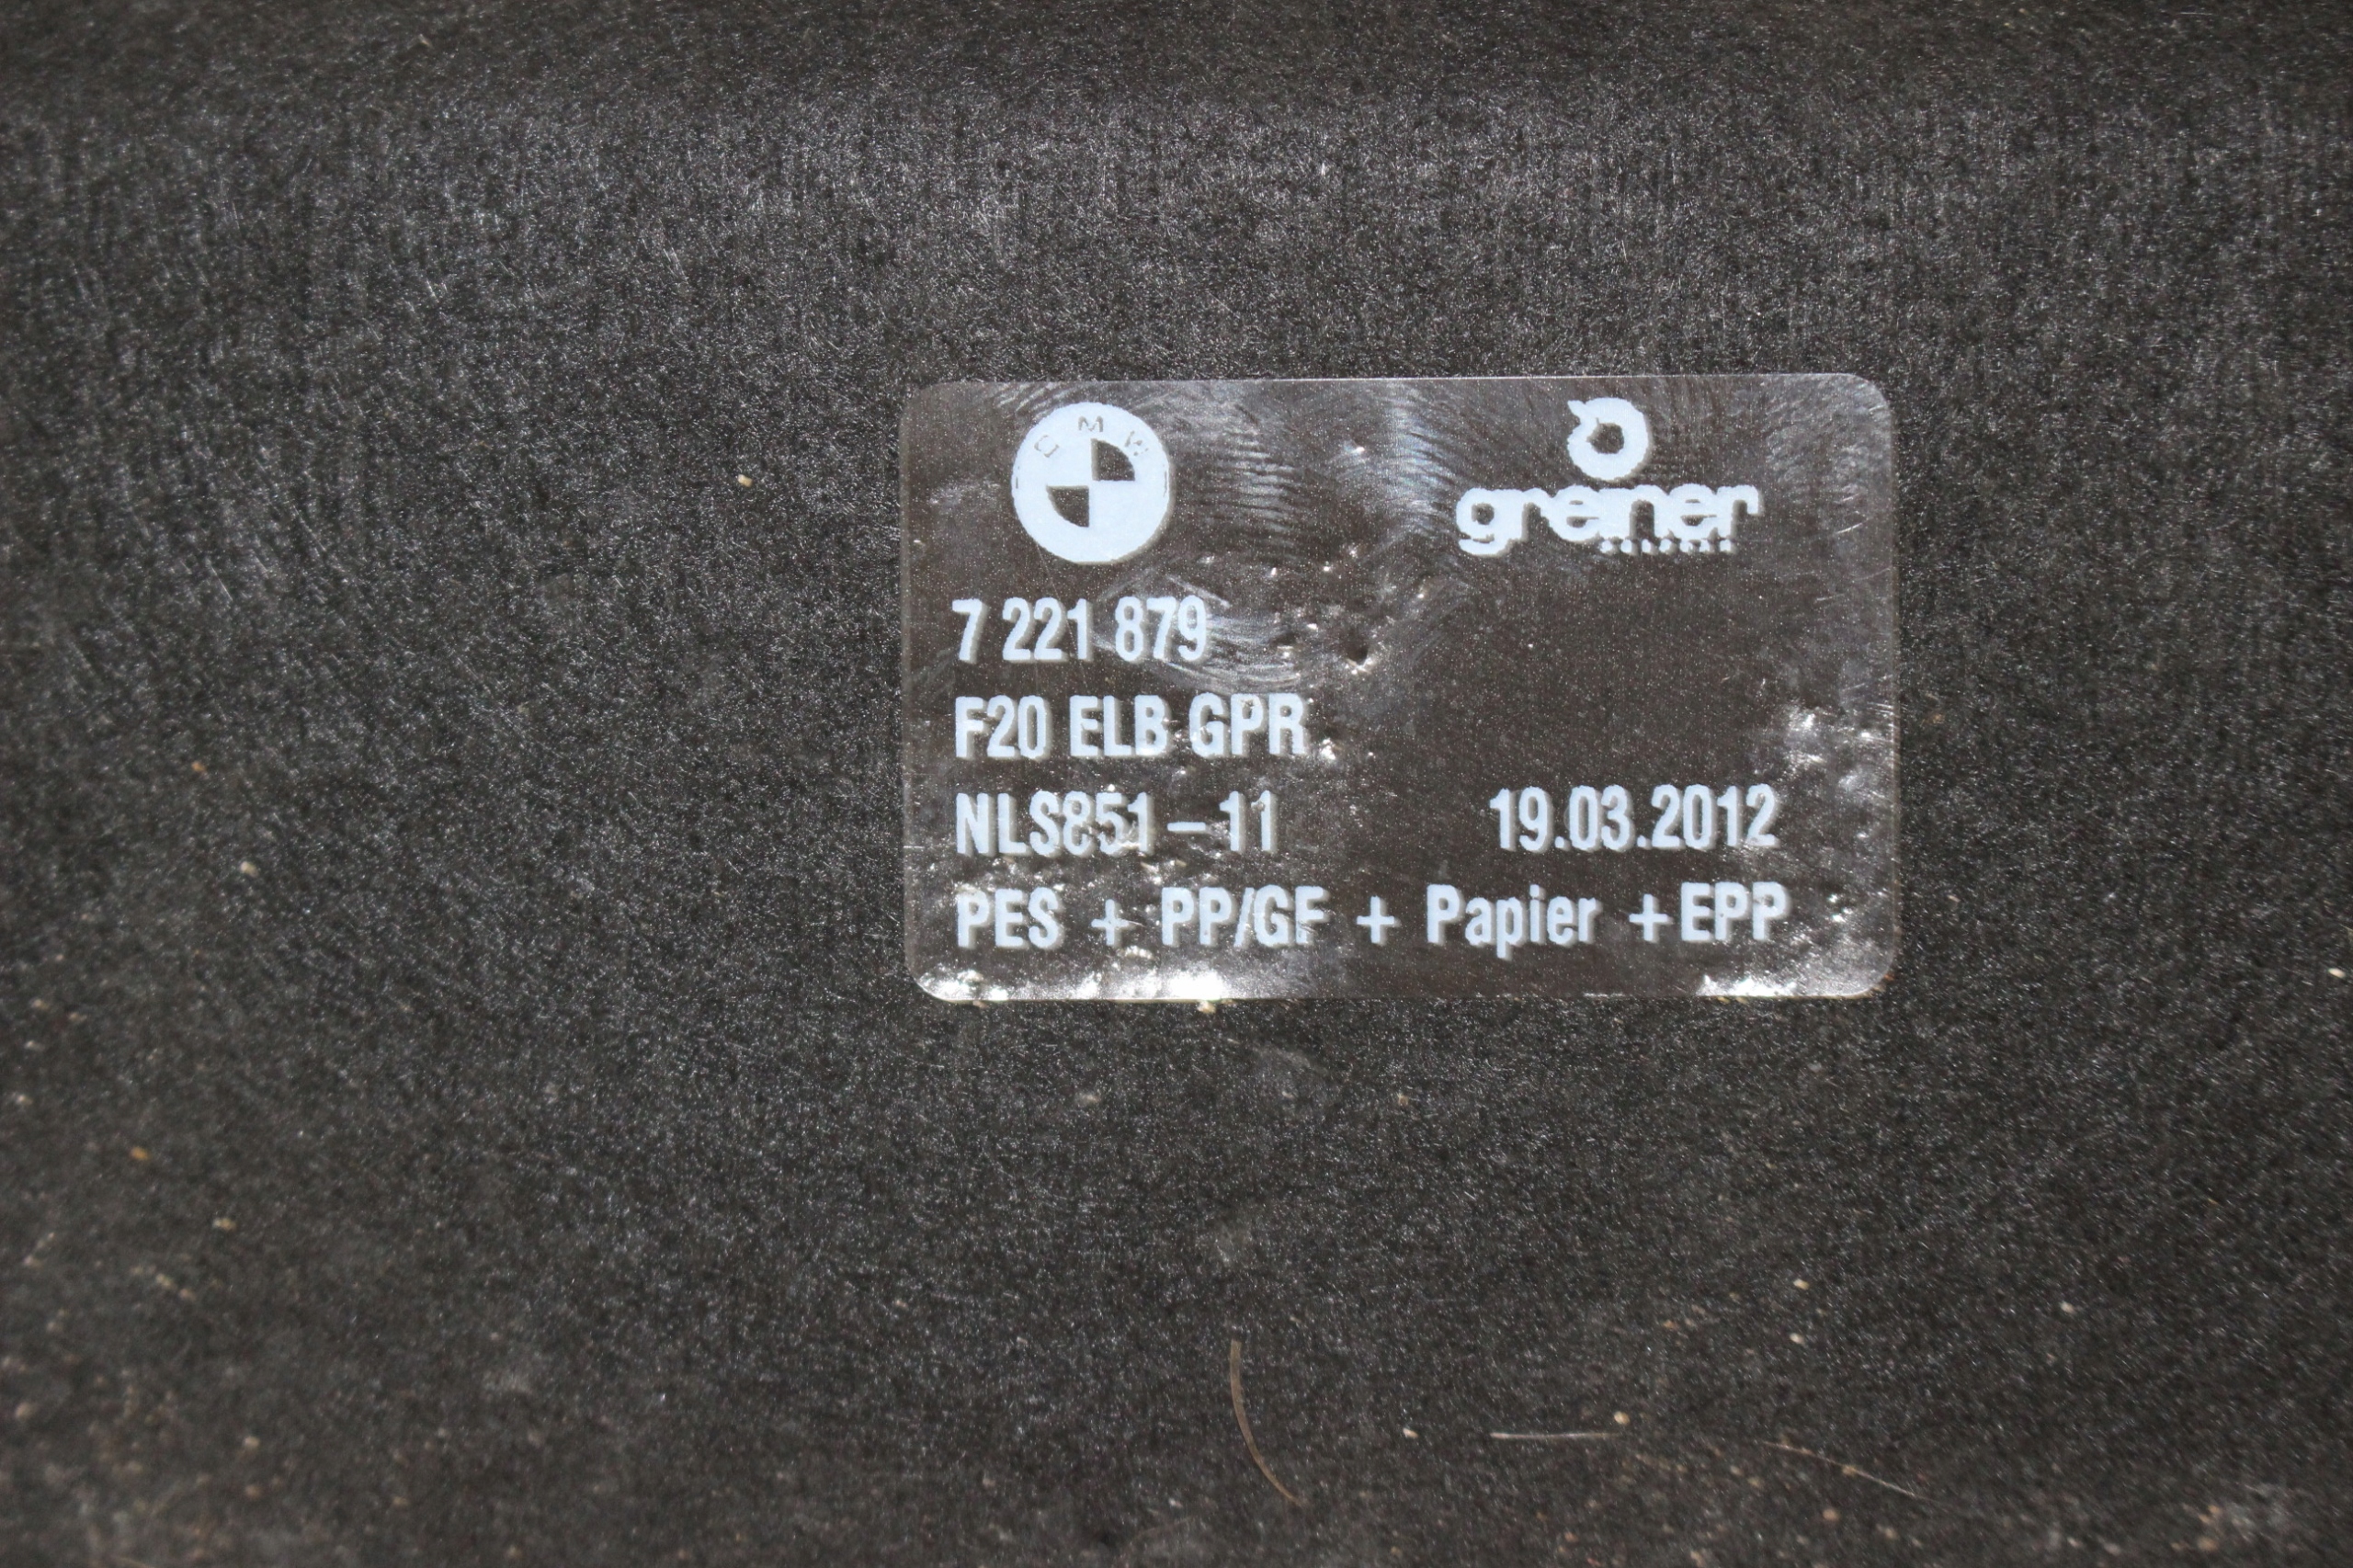 BMW
greiner
7 221 879
F20 ELB GPR
NLS851-11 19.03.2012
PES + PP/GF + Papier +EPP